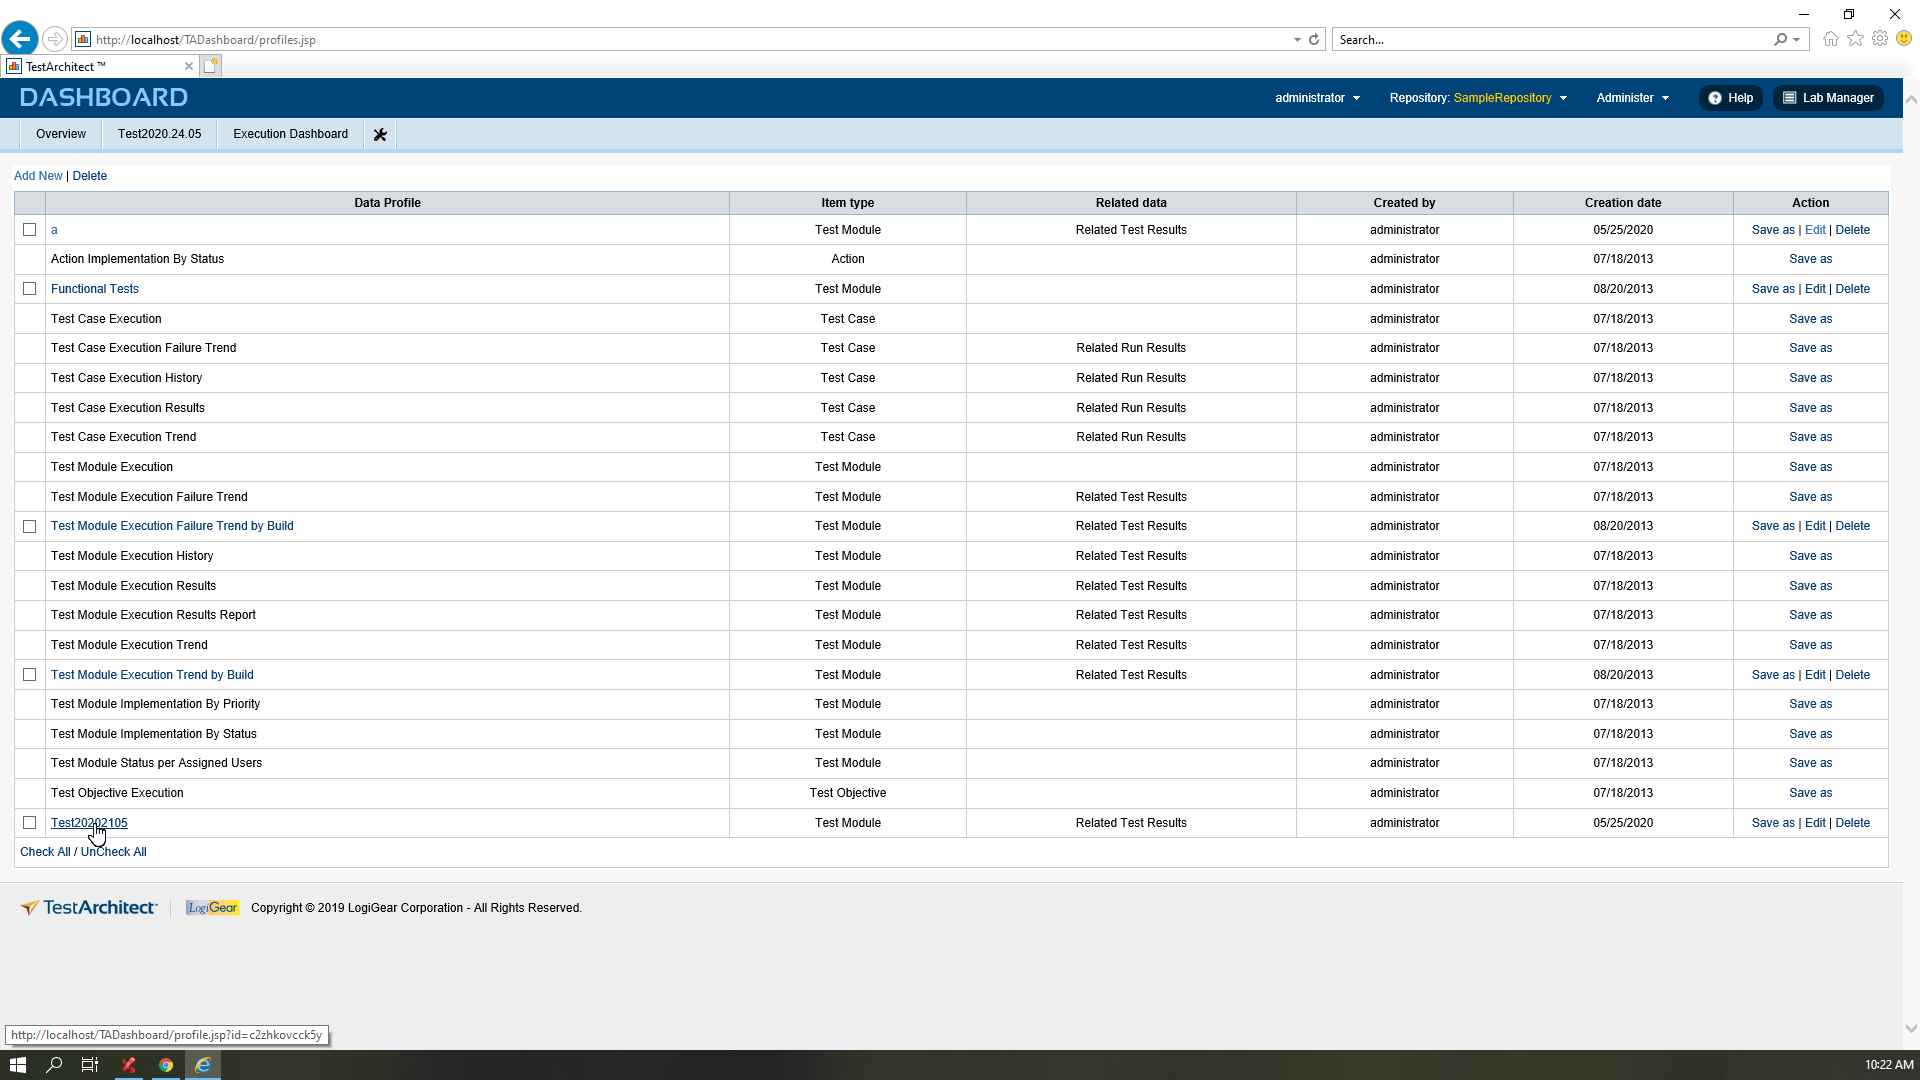 http://localhost/TADashboard/profiles.jsp
Search...
TestArchitect ™
DASHBOARD
administrator
Repository: SampleRepository
Administer
Help
Lab Manager
Overview
Test2020.24.05
Execution Dashboard
Add New | Delete
Data Profile Item type Related data Created by Creation date Action
a Test Module Related Test Results administrator 05/25/2020 Save as | Edit | Delete
Action Implementation By Status Action administrator 07/18/2013 Save as
Functional Tests Test Module administrator 08/20/2013 Save as | Edit | Delete
Test Case Execution Test Case administrator 07/18/2013 Save as
Test Case Execution Failure Trend Test Case Related Run Results administrator 07/18/2013 Save as
Test Case Execution History Test Case Related Run Results administrator 07/18/2013 Save as
Test Case Execution Results Test Case Related Run Results administrator 07/18/2013 Save as
Test Case Execution Trend Test Case Related Run Results administrator 07/18/2013 Save as
Test Module Execution Test Module administrator 07/18/2013 Save as
Test Module Execution Failure Trend Test Module Related Test Results administrator 07/18/2013 Save as
Test Module Execution Failure Trend by Build Test Module Related Test Results administrator 08/20/2013 Save as | Edit | Delete
Test Module Execution History Test Module Related Test Results administrator 07/18/2013 Save as
Test Module Execution Results Test Module Related Test Results administrator 07/18/2013 Save as
Test Module Execution Results Report Test Module Related Test Results administrator 07/18/2013 Save as
Test Module Execution Trend Test Module Related Test Results administrator 07/18/2013 Save as
Test Module Execution Trend by Build Test Module Related Test Results administrator 08/20/2013 Save as | Edit | Delete
Test Module Implementation By Priority Test Module administrator 07/18/2013 Save as
Test Module Implementation By Status Test Module administrator 07/18/2013 Save as
Test Module Status per Assigned Users Test Module administrator 07/18/2013 Save as
Test Objective Execution Test Objective administrator 07/18/2013 Save as
Test20202105 Test Module Related Test Results administrator 05/25/2020 Save as | Edit | Delete
Check All / UnCheck All
TestArchitect LogiGear Copyright © 2019 LogiGear Corporation - All Rights Reserved.
http://localhost/TADashboard/profile.jsp?id=c2zhkovcck5y
10:22 AM